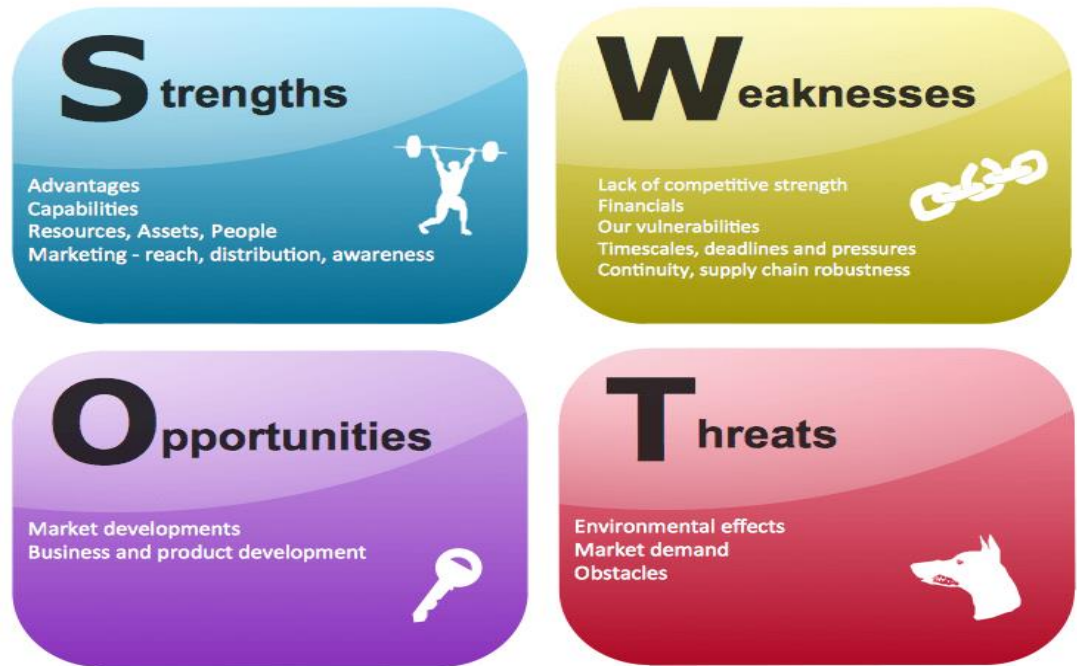 Strengths
Advantages
Capabilities
Resources, Assets, People
Marketing - reach, distribution, awareness
Weaknesses
Lack of competitive strength
Financials
Our vulnerabilities
Timescales, deadlines and pressures
Continuity, supply chain robustness
Opportunities
Market developments
Business and product development
Threats
Environmental effects
Market demand
Obstacles